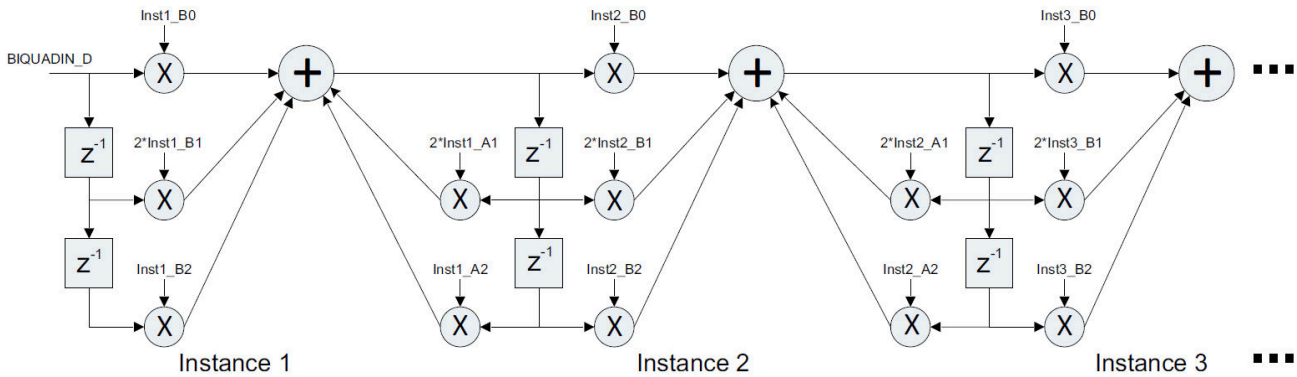 Inst1_B0
Inst2_B0
Inst3_B0
BIQUADIN_D
X
+
X
+
X
+
z-1
2*Inst1_B1
2*Inst1_A1
z-1
2*Inst2_B1
2*Inst2_A1
z-1
2*Inst3_B1
X
X
X
X
X
z-1
Inst1_B2
Inst1_A2
z-1
Inst2_B2
Inst2_A2
z-1
Inst3_B2
X
X
X
X
X
Instance 1
Instance 2
Instance 3